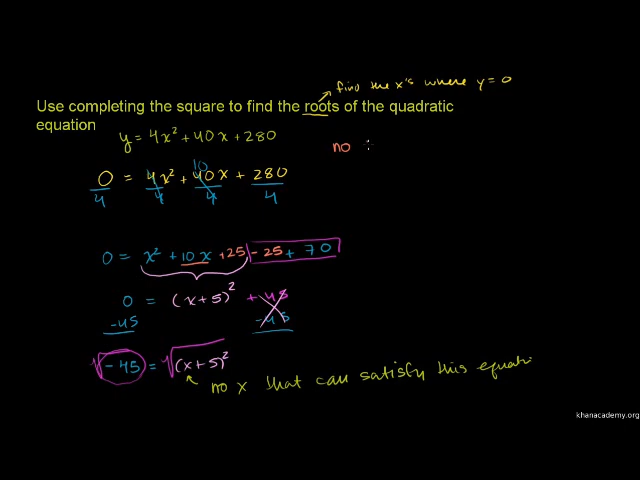 find the x's where y = 0
Use completing the square to find the roots of the quadratic
equation
y = 4x² + 40x + 280
no
10
0 = 4x² + 40x + 280
4 4 4 4
0 = x² + 10x + 25 - 25 + 70
0 = (x+5)² + 45
-45 -45
√-45 = √(x+5)²
no x that can satisfy this equati
khanacademy.org